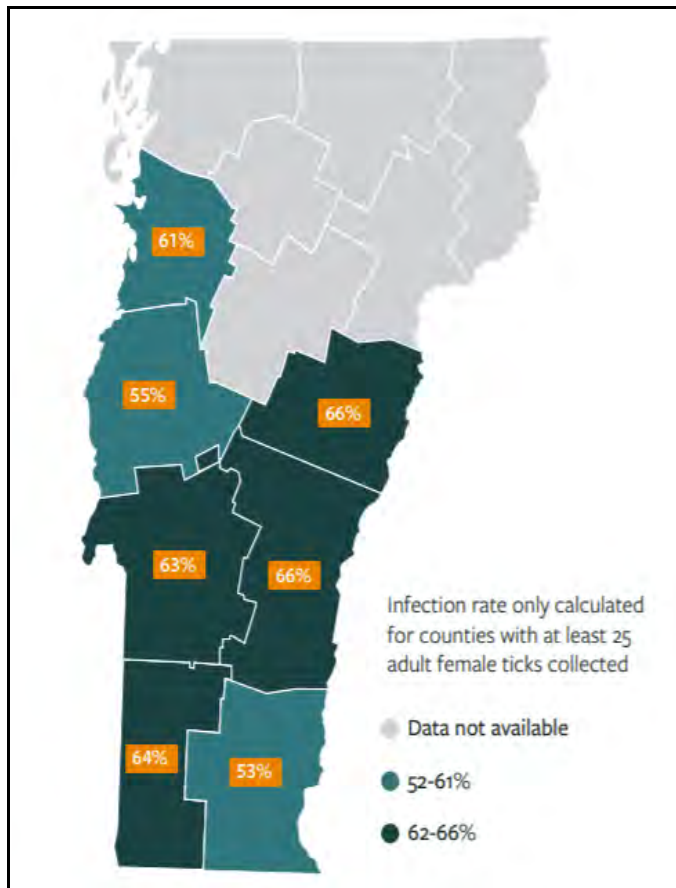 61%
55%
66%
63%
66%
Infection rate only calculated
for counties with at least 25
adult female ticks collected
Data not available
64%
53%
52-61%
62-66%